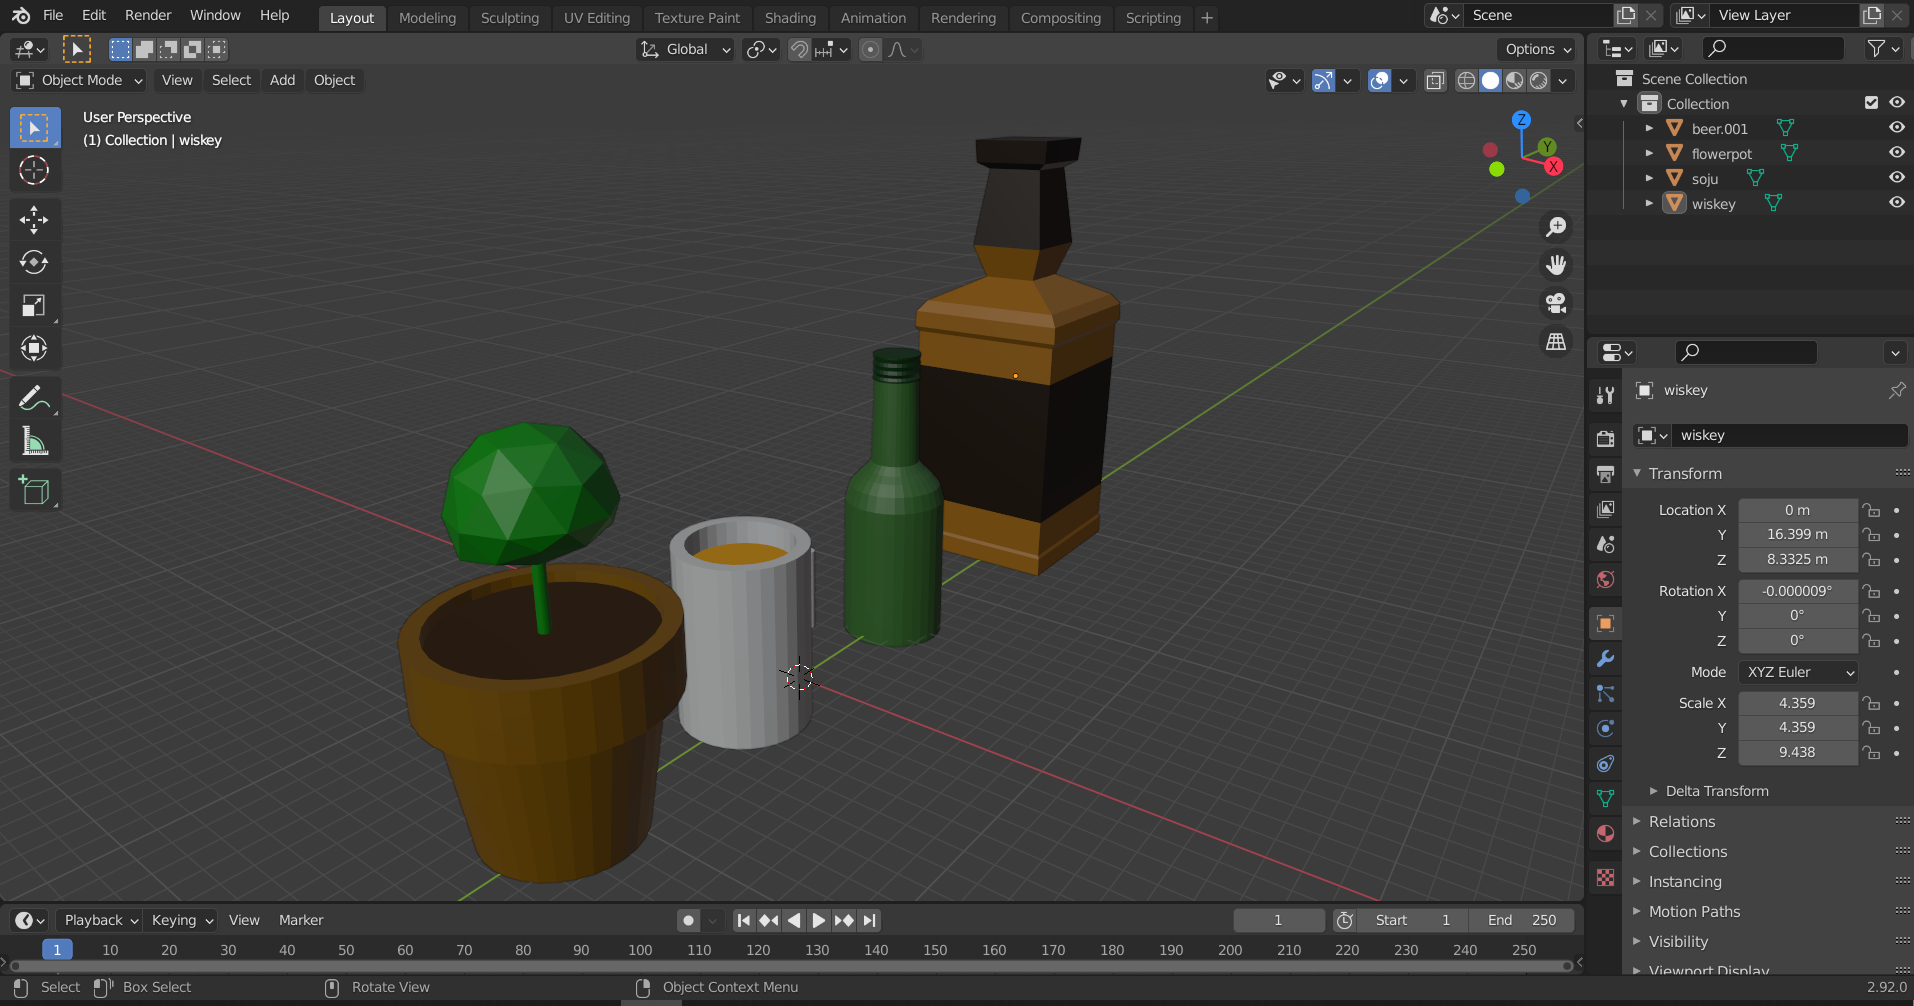 File Edit Render Window Help Layout Modeling Sculpting UV Editing Texture Paint Shading Animation Rendering Compositing Scripting + Scene View Layer
Global Options
Object Mode View Select Add Object
User Perspective
(1) Collection | wiskey
Z
Y
X
Scene Collection
Collection
beer.001
flowerpot
soju
wiskey
wiskey
wiskey
Transform
Location X 0 m
Y 16.399 m
Z 8.3325 m
Rotation X -0.000009°
Y 0°
Z 0°
Mode XYZ Euler
Scale X 4.359
Y 4.359
Z 9.438
Delta Transform
Relations
Collections
Instancing
Motion Paths
Visibility
Viewport Display
Playback Keying View Marker 1 Start 1 End 250
1 10 20 30 40 50 60 70 80 90 100 110 120 130 140 150 160 170 180 190 200 210 220 230 240 250
Select Box Select Rotate View Object Context Menu 2.92.0